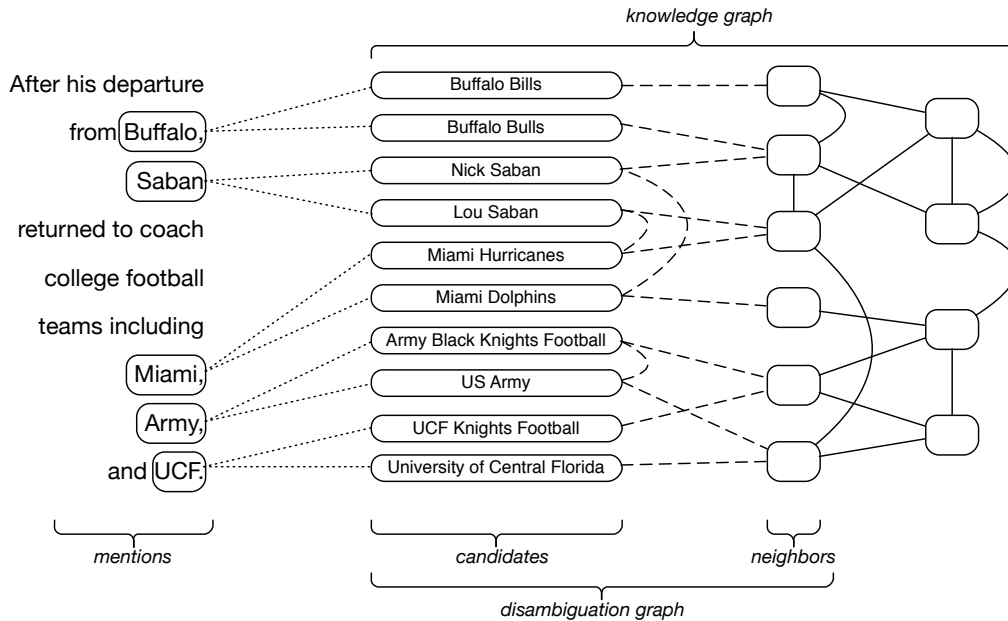 knowledge graph
After his departure
from Buffalo,
Saban
returned to coach
college football
teams including
Miami,
Army,
and UCF.
Buffalo Bills
Buffalo Bulls
Nick Saban
Lou Saban
Miami Hurricanes
Miami Dolphins
Army Black Knights Football
US Army
UCF Knights Football
University of Central Florida
mentions
candidates
neighbors
disambiguation graph